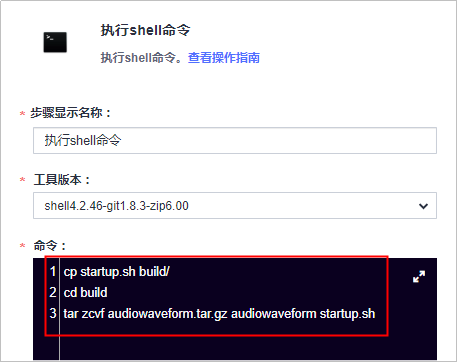 执行shell命令
执行shell命令。查看操作指南
* 步骤显示名称：
执行shell命令
* 工具版本：
shell4.2.46-git1.8.3-zip6.00
* 命令：
1 cp startup.sh build/
2 cd build
3 tar zcvf audiowaveform.tar.gz audiowaveform startup.sh